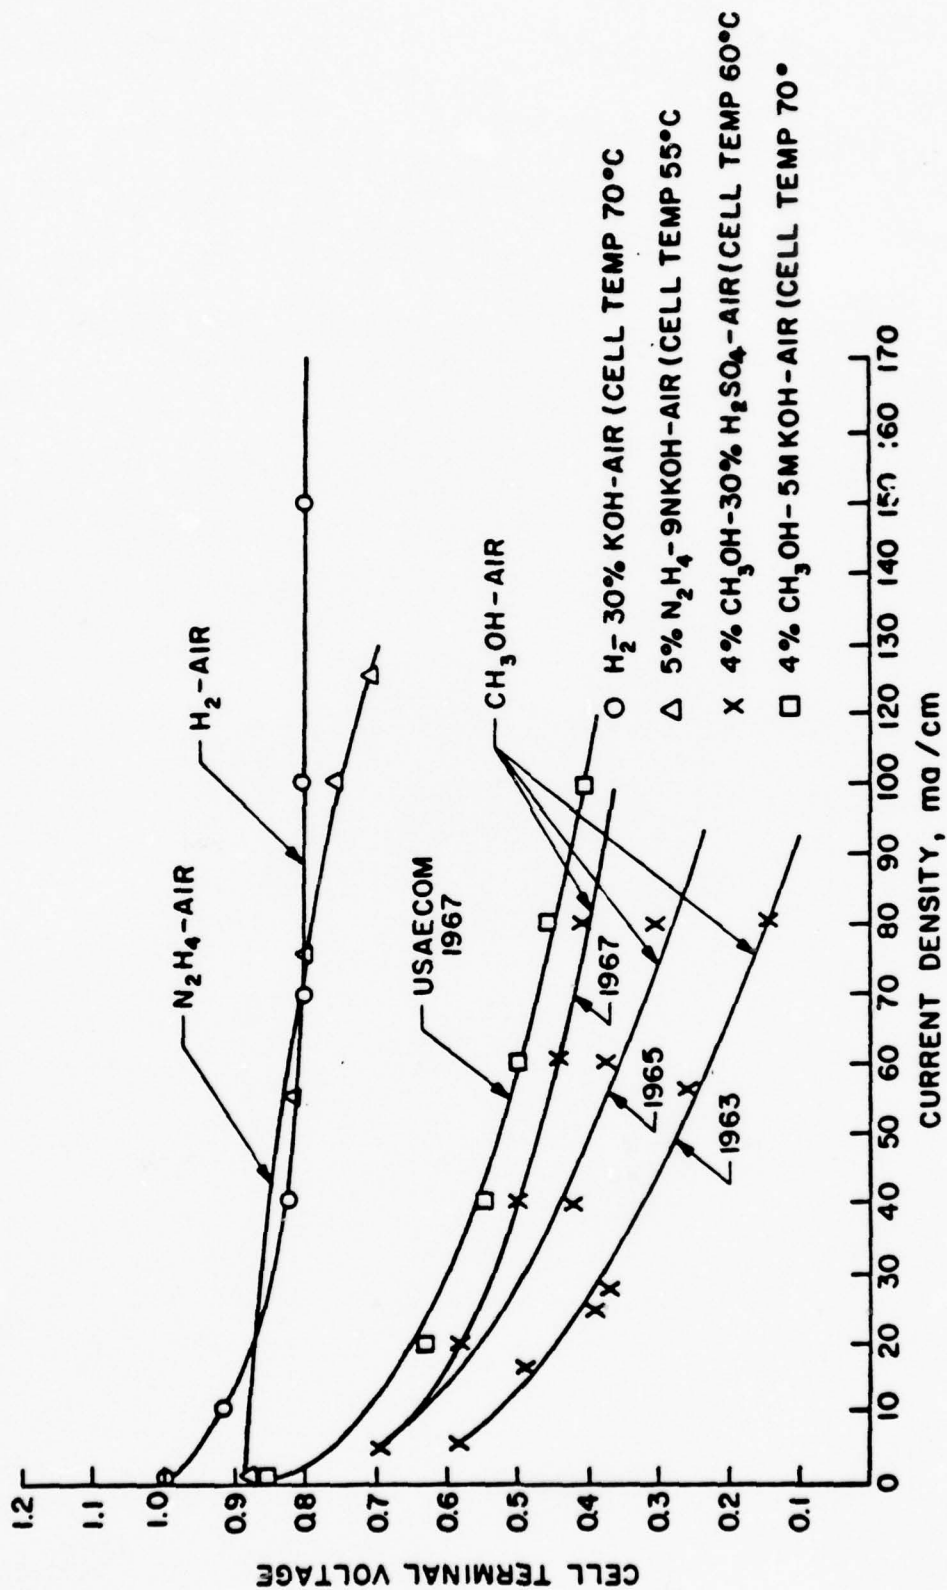 CELL TERMINAL VOLTAGE
1.2
1.1
1.0
0.9
0.8
0.7
0.6
0.5
0.4
0.3
0.2
0.1
0
N₂H₄-AIR
H₂-AIR
USAECOM
1967
CH₃OH-AIR
1967
1965
1963
O H₂-30% KOH-AIR (CELL TEMP 70°C
△ 5% N₂H₄-9NKOH-AIR (CELL TEMP 55°C
X 4% CH₃OH-30% H₂SO₄-AIR (CELL TEMP 60°C
□ 4% CH₃OH-5MKOH-AIR (CELL TEMP 70°
10 20 30 40 50 60 70 80 90 100 120 130 140 150 :60 170
CURRENT DENSITY, ma/cm